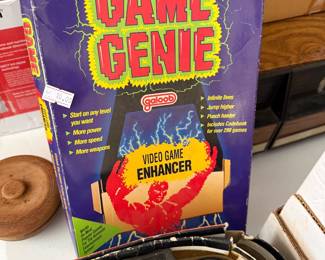 GAME
GENIE
galoob
▸ Start on any level
you want
▸ More power
▸ More speed
▸ More weapons
▸ Infinite lives
▸ Jump higher
▸ Punch harder
▸ Includes Codebook
for over 250 games
VIDEO GAME
ENHANCER